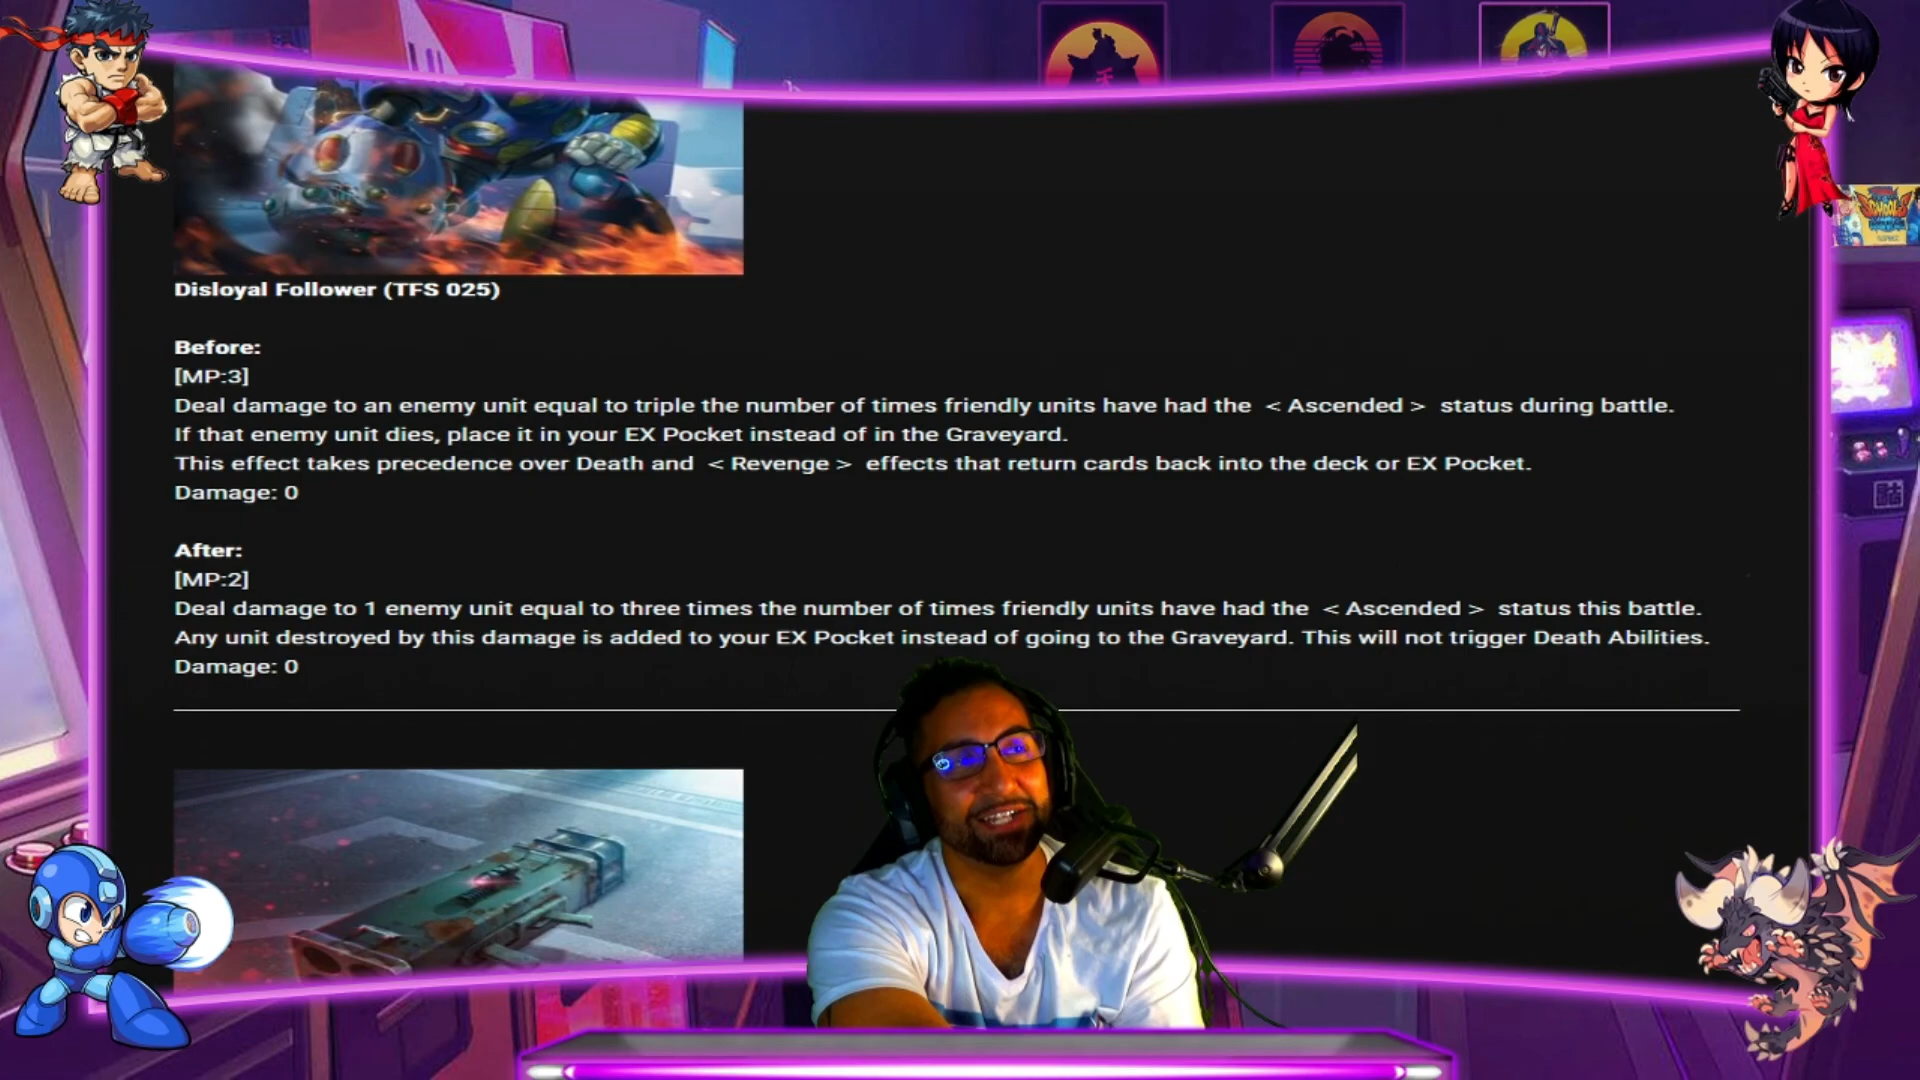 Disloyal Follower (TFS 025)
Before:
[MP:3]
Deal damage to an enemy unit equal to triple the number of times friendly units have had the < Ascended > status during battle.
If that enemy unit dies, place it in your EX Pocket instead of in the Graveyard.
This effect takes precedence over Death and < Revenge > effects that return cards back into the deck or EX Pocket.
Damage: 0
After:
[MP:2]
Deal damage to 1 enemy unit equal to three times the number of times friendly units have had the < Ascended > status this battle.
Any unit destroyed by this damage is added to your EX Pocket instead of going to the Graveyard. This will not trigger Death Abilities.
Damage: 0